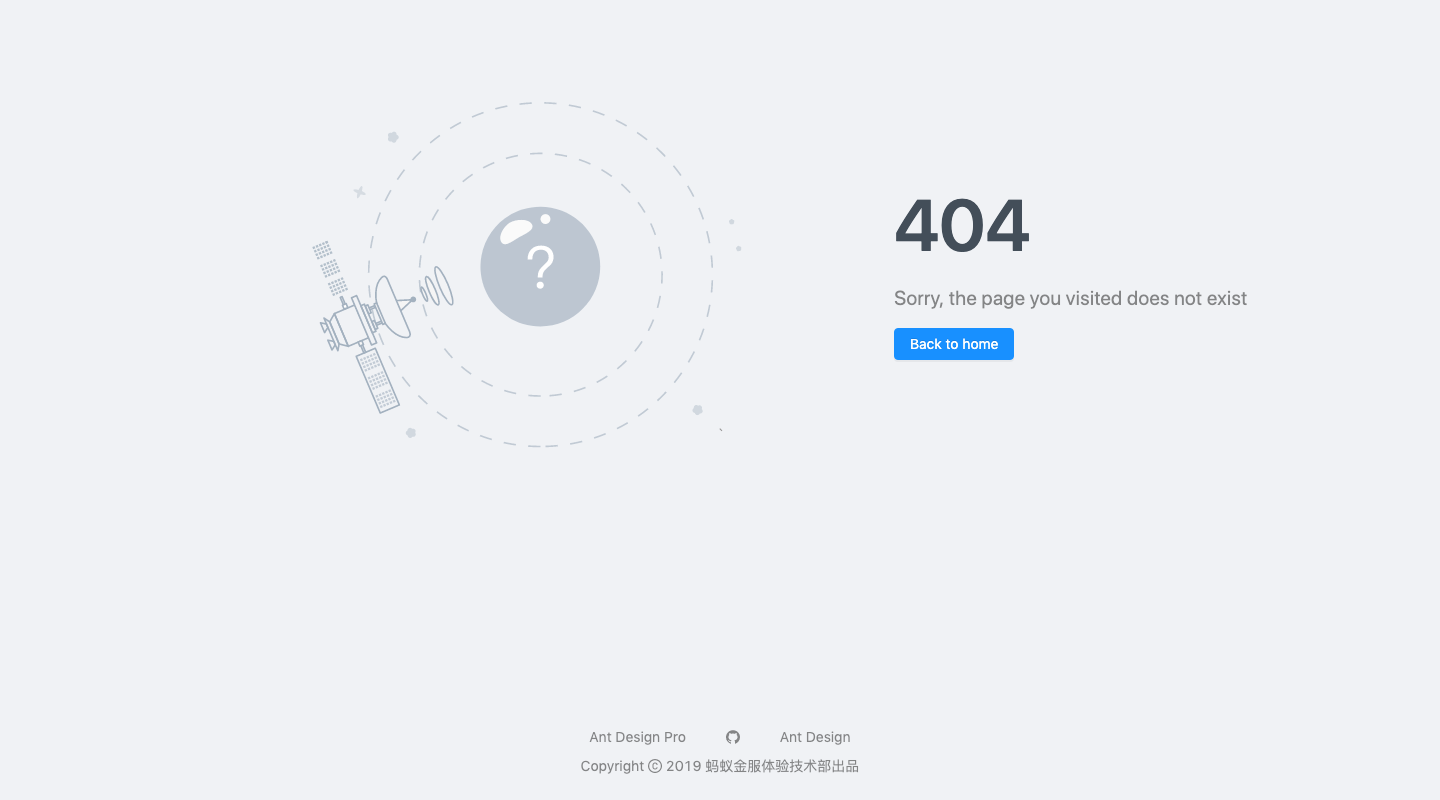 ?
404
Sorry, the page you visited does not exist
Back to home
Ant Design Pro Ant Design
Copyright © 2019 蚂蚁金服体验技术部出品